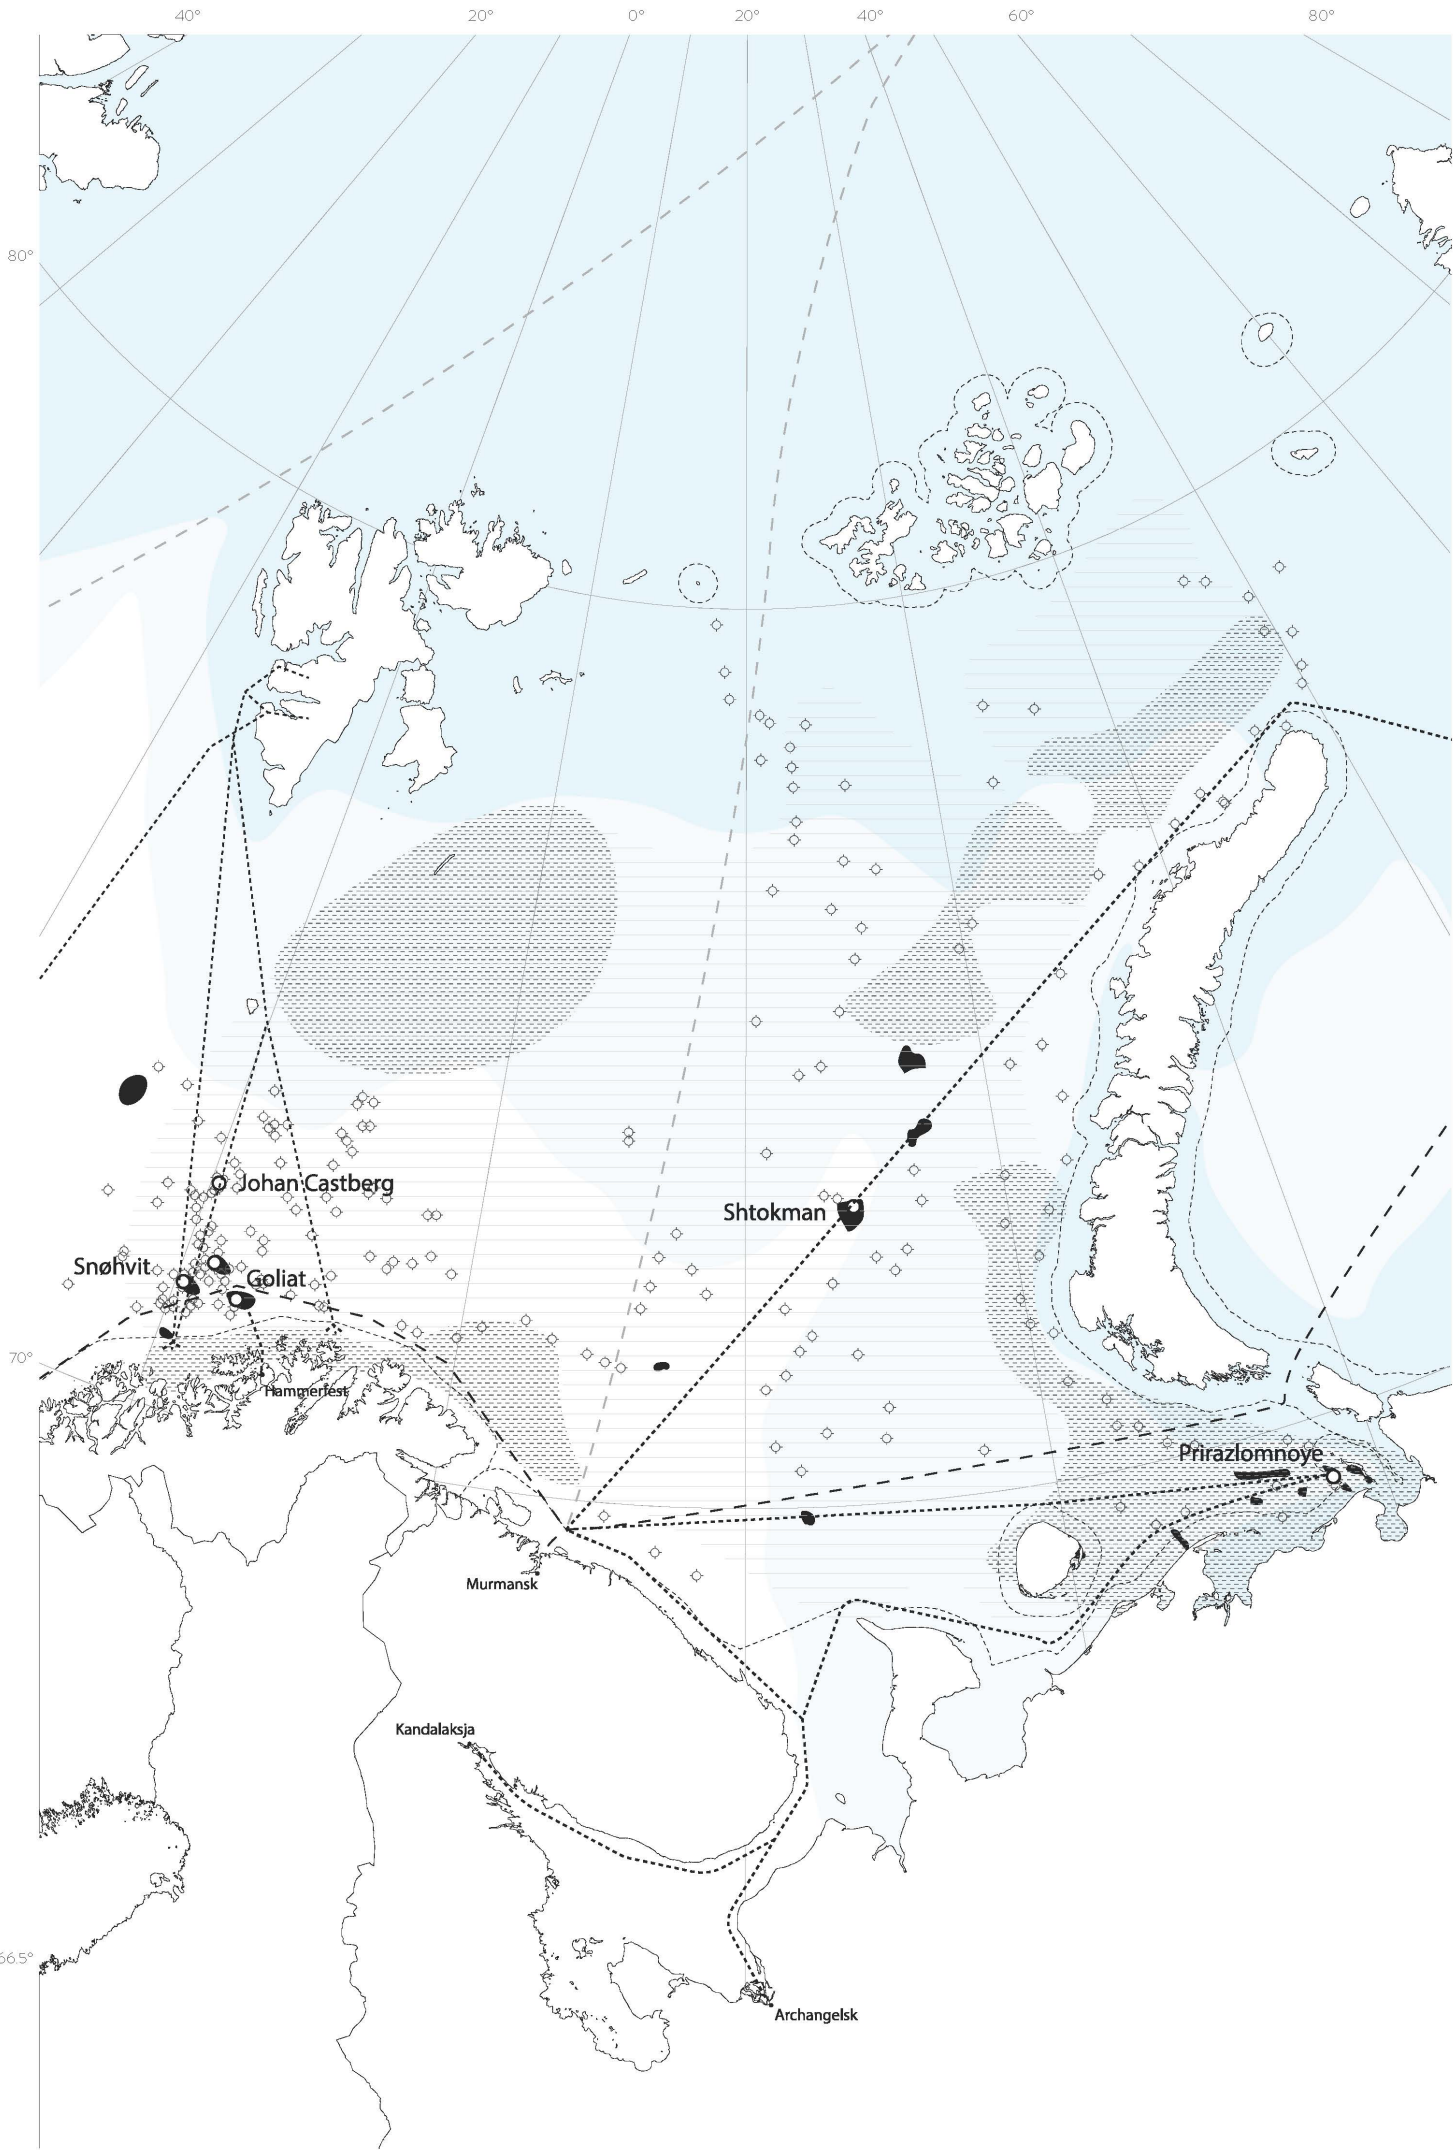 40°
20°
0°
20°
40°
60°
80°
80°
Johan Castberg
Shtokman
Snøhvit
Goliat
70°
Hammerfest
Prirazlomnoye
Murmansk
Kandalaksja
66.5°
Archangelsk